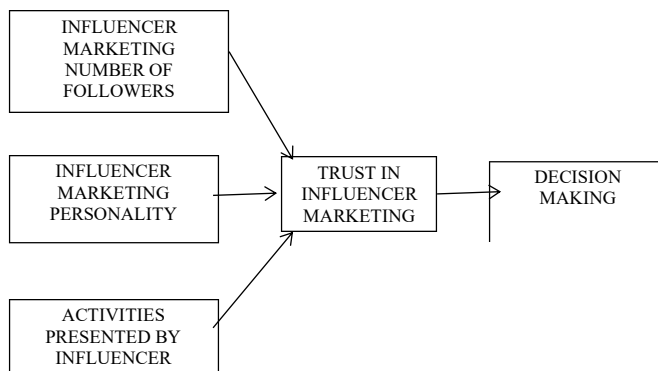 INFLUENCER
MARKETING
NUMBER OF
FOLLOWERS
INFLUENCER
MARKETING
PERSONALITY
ACTIVITIES
PRESENTED BY
INFLUENCER
TRUST IN
INFLUENCER
MARKETING
DECISION
MAKING